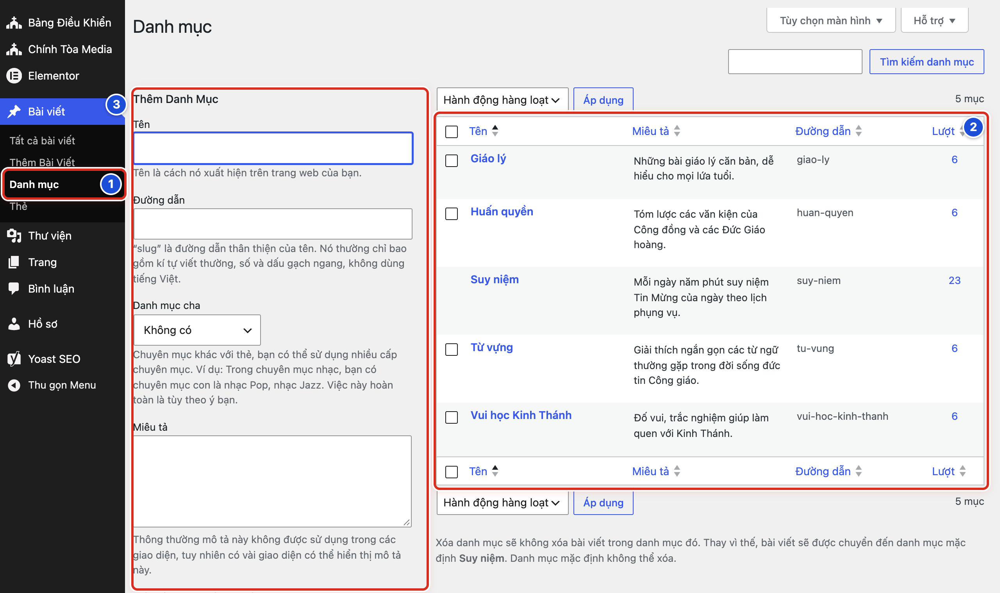 Bảng Điều Khiển
Chính Tòa Media
Elementor
Bài viết
3
Tất cả bài viết
Thêm Bài Viết
Danh mục
1
Thẻ
Thư viện
Trang
Bình luận
Hồ sơ
Yoast SEO
Thu gọn Menu
Danh mục
Tùy chọn màn hình
Hỗ trợ
Tìm kiếm danh mục
Thêm Danh Mục
Tên
Tên là cách nó xuất hiện trên trang web của bạn.
Đường dẫn
“slug” là đường dẫn thân thiện của tên. Nó thường chỉ bao
gồm kí tự viết thường, số và dấu gạch ngang, không dùng
tiếng Việt.
Danh mục cha
Không có
Chuyên mục khác với thẻ, bạn có thể sử dụng nhiều cấp
chuyên mục. Ví dụ: Trong chuyên mục nhạc, bạn có
chuyên mục con là nhạc Pop, nhạc Jazz. Việc này hoàn
toàn là tùy theo ý bạn.
Miêu tả
Thông thường mô tả này không được sử dụng trong các
giao diện, tuy nhiên có vài giao diện có thể hiển thị mô tả
này.
Hành động hàng loạt
Áp dụng
5 mục
Tên
Miêu tả
Đường dẫn
Lượt
2
Giáo lý
Những bài giáo lý căn bản, dễ
hiểu cho mọi lứa tuổi.
giao-ly
6
Huấn quyền
Tóm lược các văn kiện của
Công đồng và các Đức Giáo
hoàng.
huan-quyen
6
Suy niệm
Mỗi ngày năm phút suy niệm
Tin Mừng của ngày theo lịch
phụng vụ.
suy-niem
23
Từ vựng
Giải thích ngắn gọn các từ ngữ
thường gặp trong đời sống đức
tin Công giáo.
tu-vung
6
Vui học Kinh Thánh
Đố vui, trắc nghiệm giúp làm
quen với Kinh Thánh.
vui-hoc-kinh-thanh
6
Tên
Miêu tả
Đường dẫn
Lượt
Hành động hàng loạt
Áp dụng
5 mục
Xóa danh mục sẽ không xóa bài viết trong danh mục đó. Thay vì thế, bài viết sẽ được chuyển đến danh mục mặc
định Suy niệm. Danh mục mặc định không thể xóa.